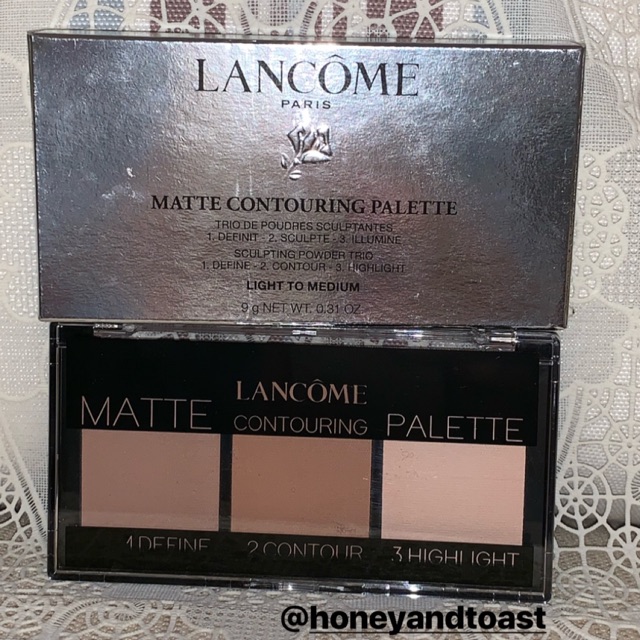 LANCÔME
PARIS
MATTE CONTOURING PALETTE
TRIO DE POUDRES SCULPTANTES
1. DEFINIT - 2. SCULPTE - 3. ILLUMINE
SCULPTING POWDER TRIO
1. DEFINE - 2. CONTOUR - 3. HIGHLIGHT
LIGHT TO MEDIUM
9 g NET WT. 0.31 OZ.
LANCÔME
MATTE CONTOURING PALETTE
1 DEFINE 2 CONTOUR 3 HIGHLIGHT
@honeyandtoast